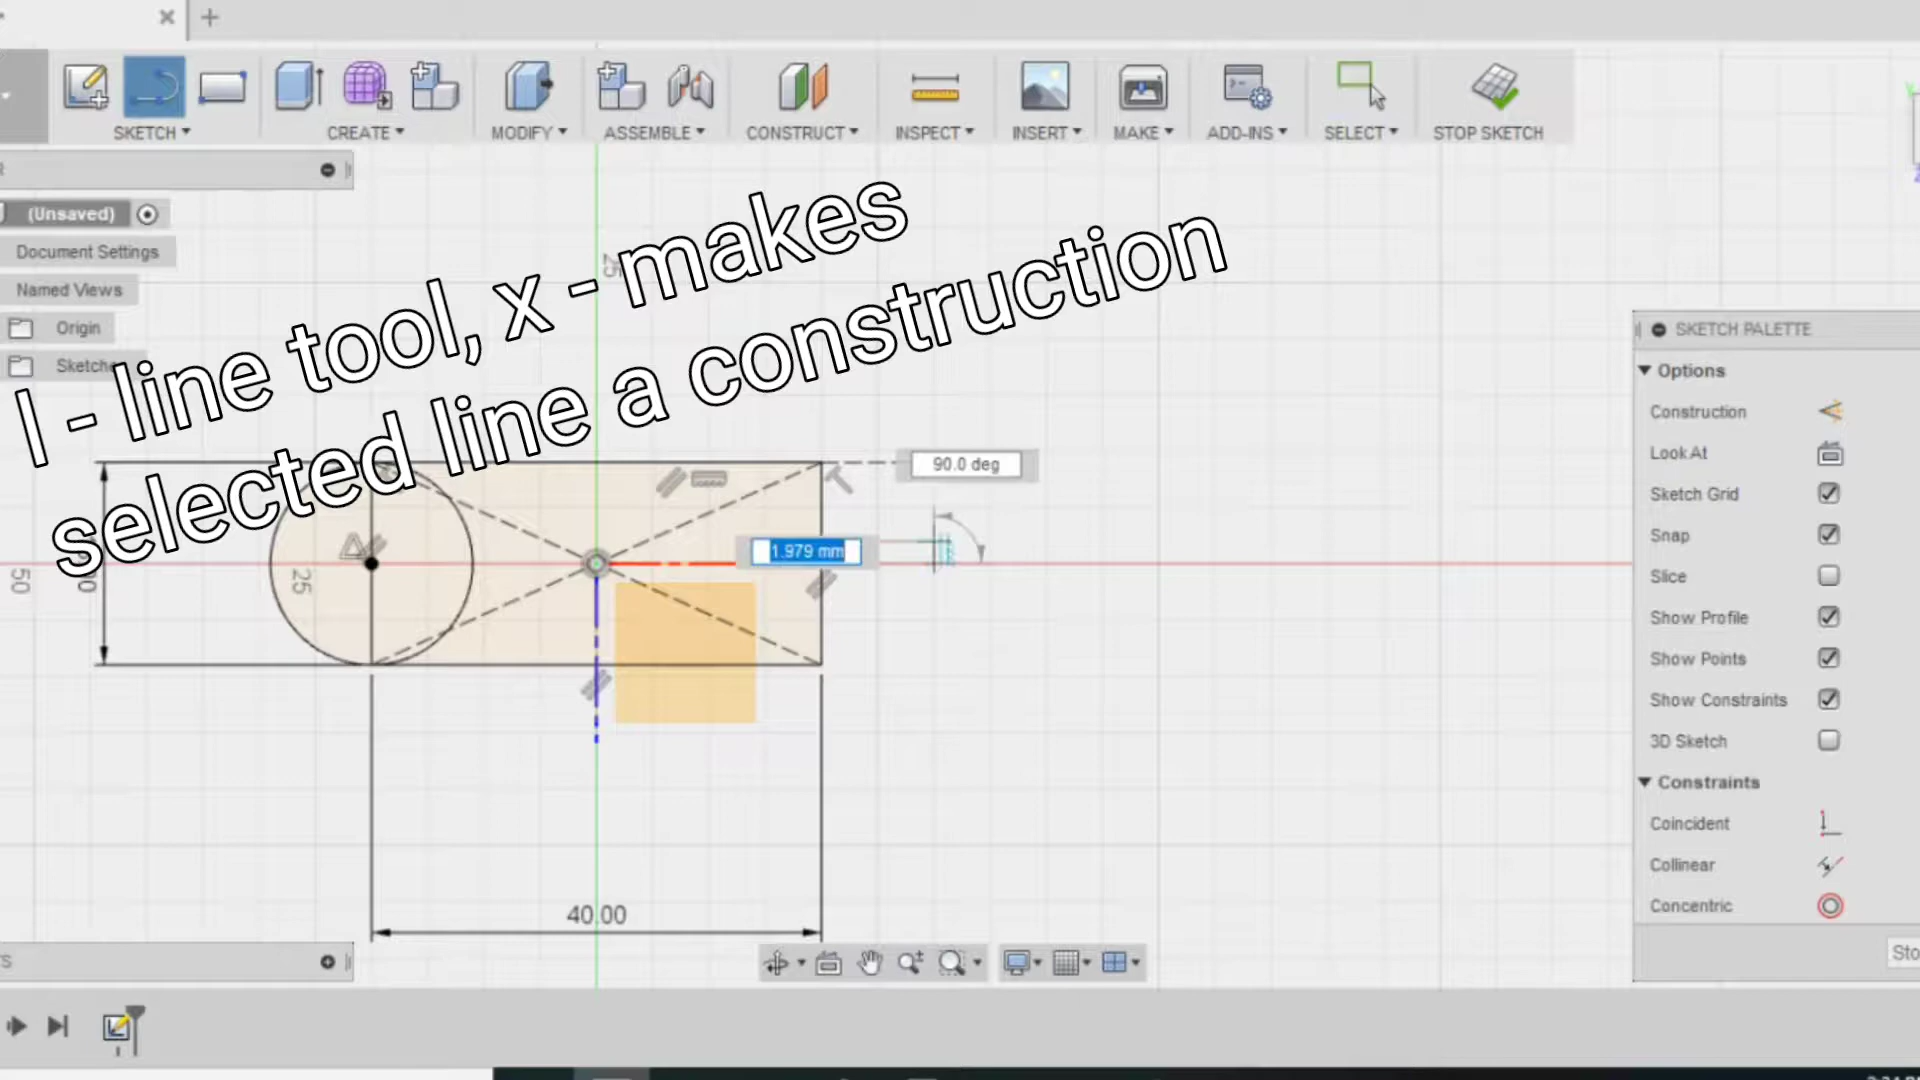 SKETCH
CREATE
MODIFY
ASSEMBLE
CONSTRUCT
INSPECT
INSERT
MAKE
ADD-INS
SELECT
STOP SKETCH
(Unsaved)
Document Settings
Named Views
Origin
l - line tool, x - makes
selected line a construction
25
90.0 deg
1.979 mm
50
25
40.00
SKETCH PALETTE
Options
Construction
Look At
Sketch Grid
Snap
Slice
Show Profile
Show Points
Show Constraints
3D Sketch
Constraints
Coincident
Collinear
Concentric